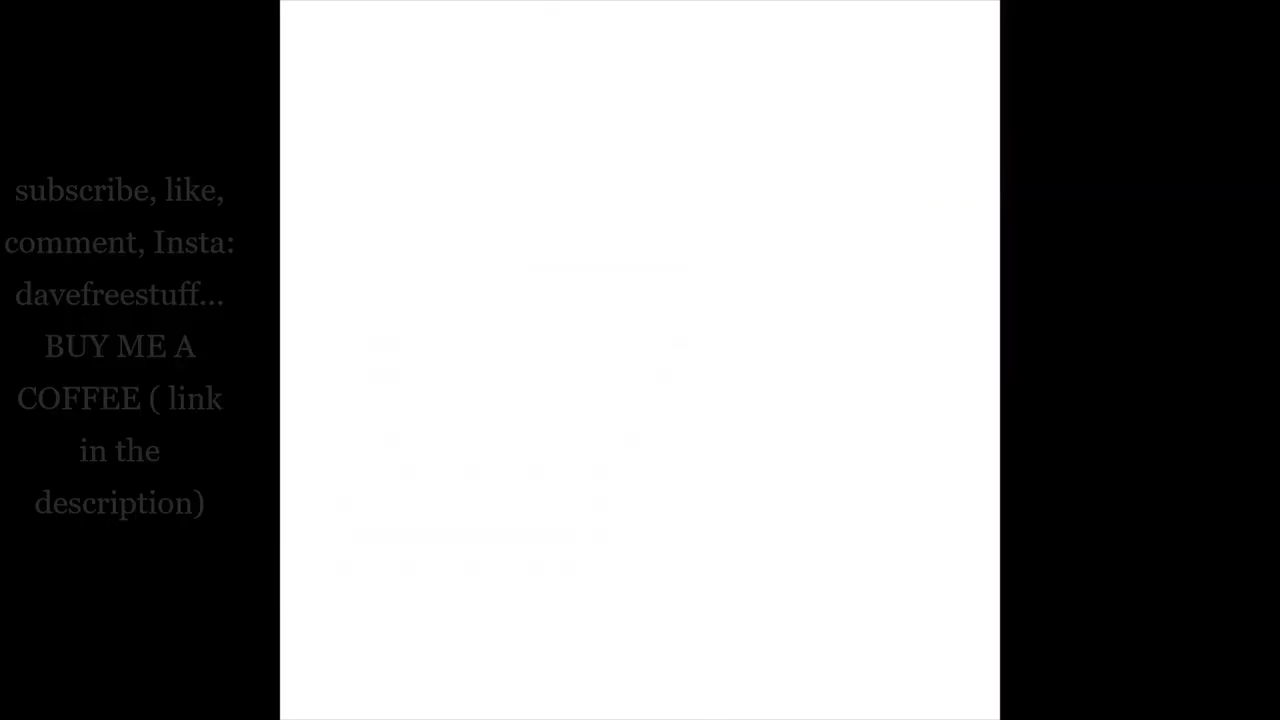 subscribe, like,
comment, Insta:
davefreestuff...
BUY ME A
COFFEE ( link
in the
description)